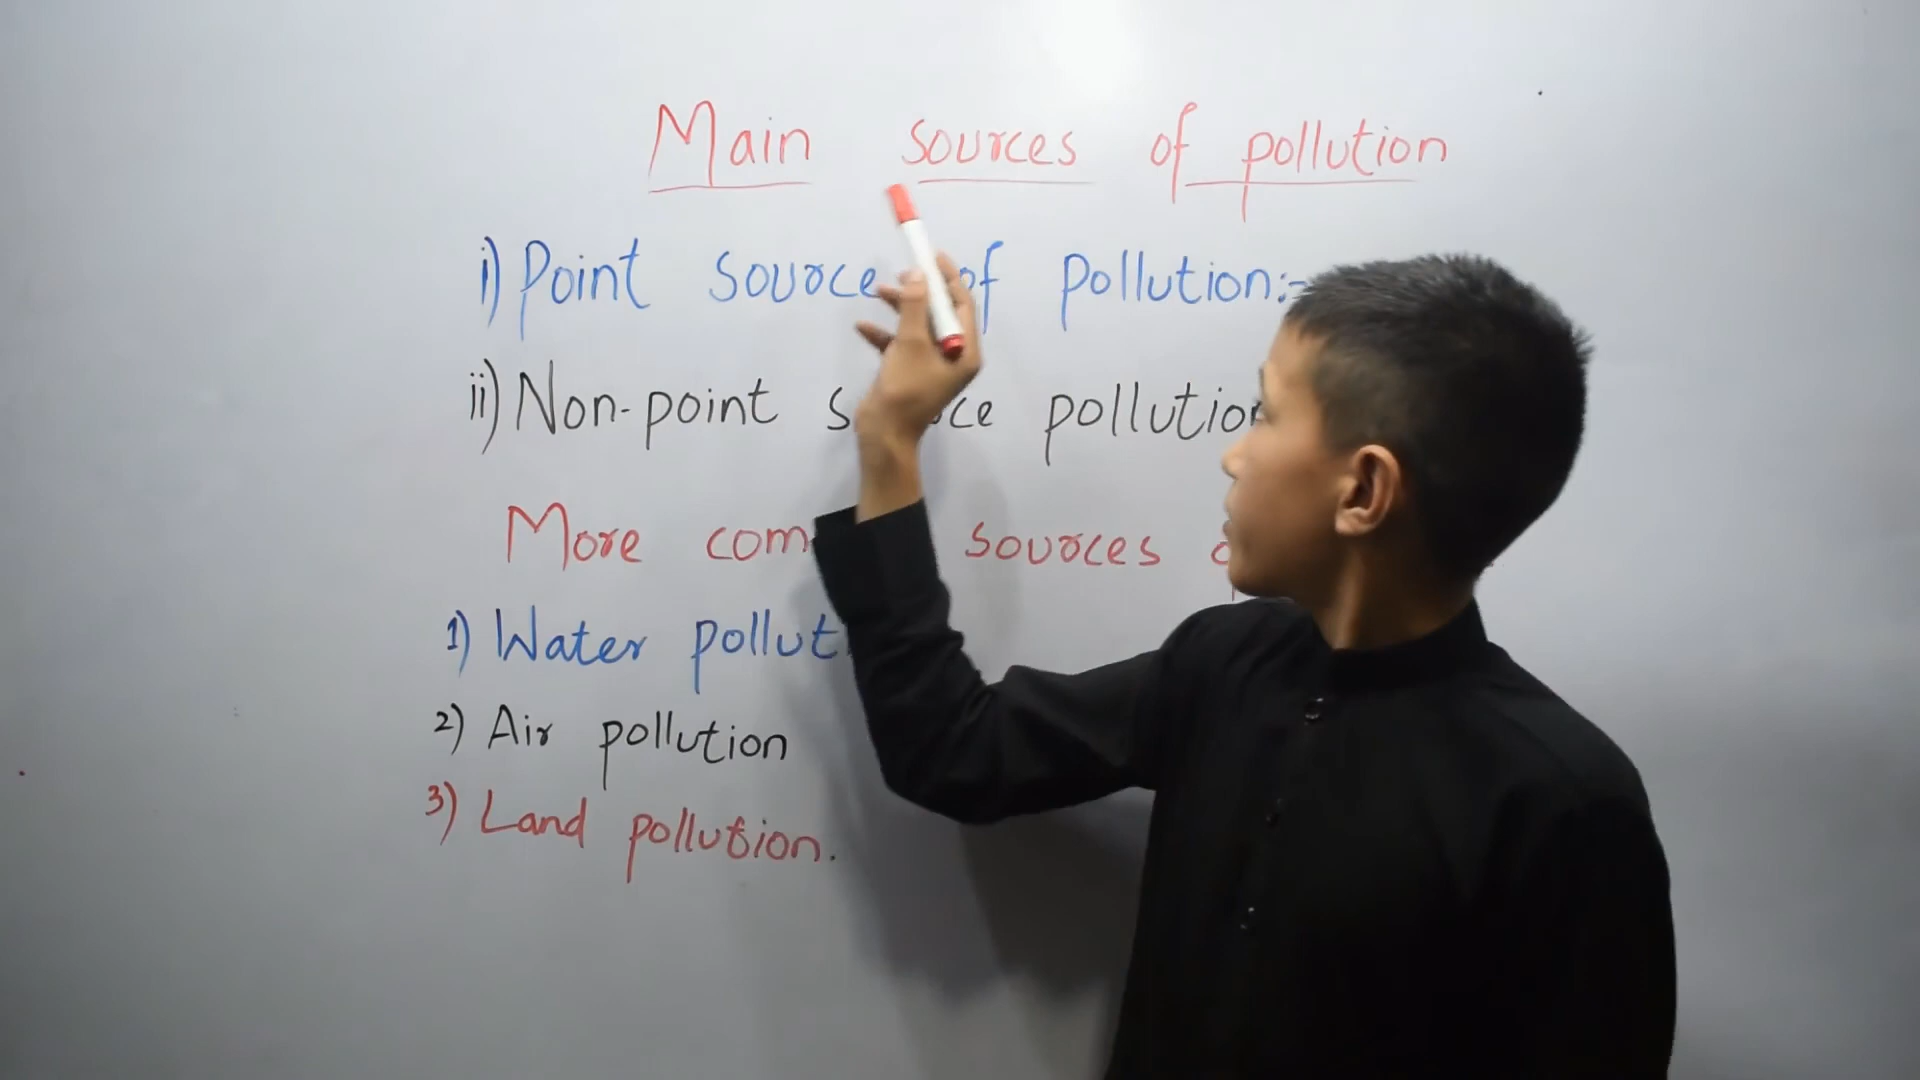 Main sources of pollution
i) Point source of pollution:-
ii) Non-point source pollution
More sources
1) Water
2) Air pollution
3) Land pollution.